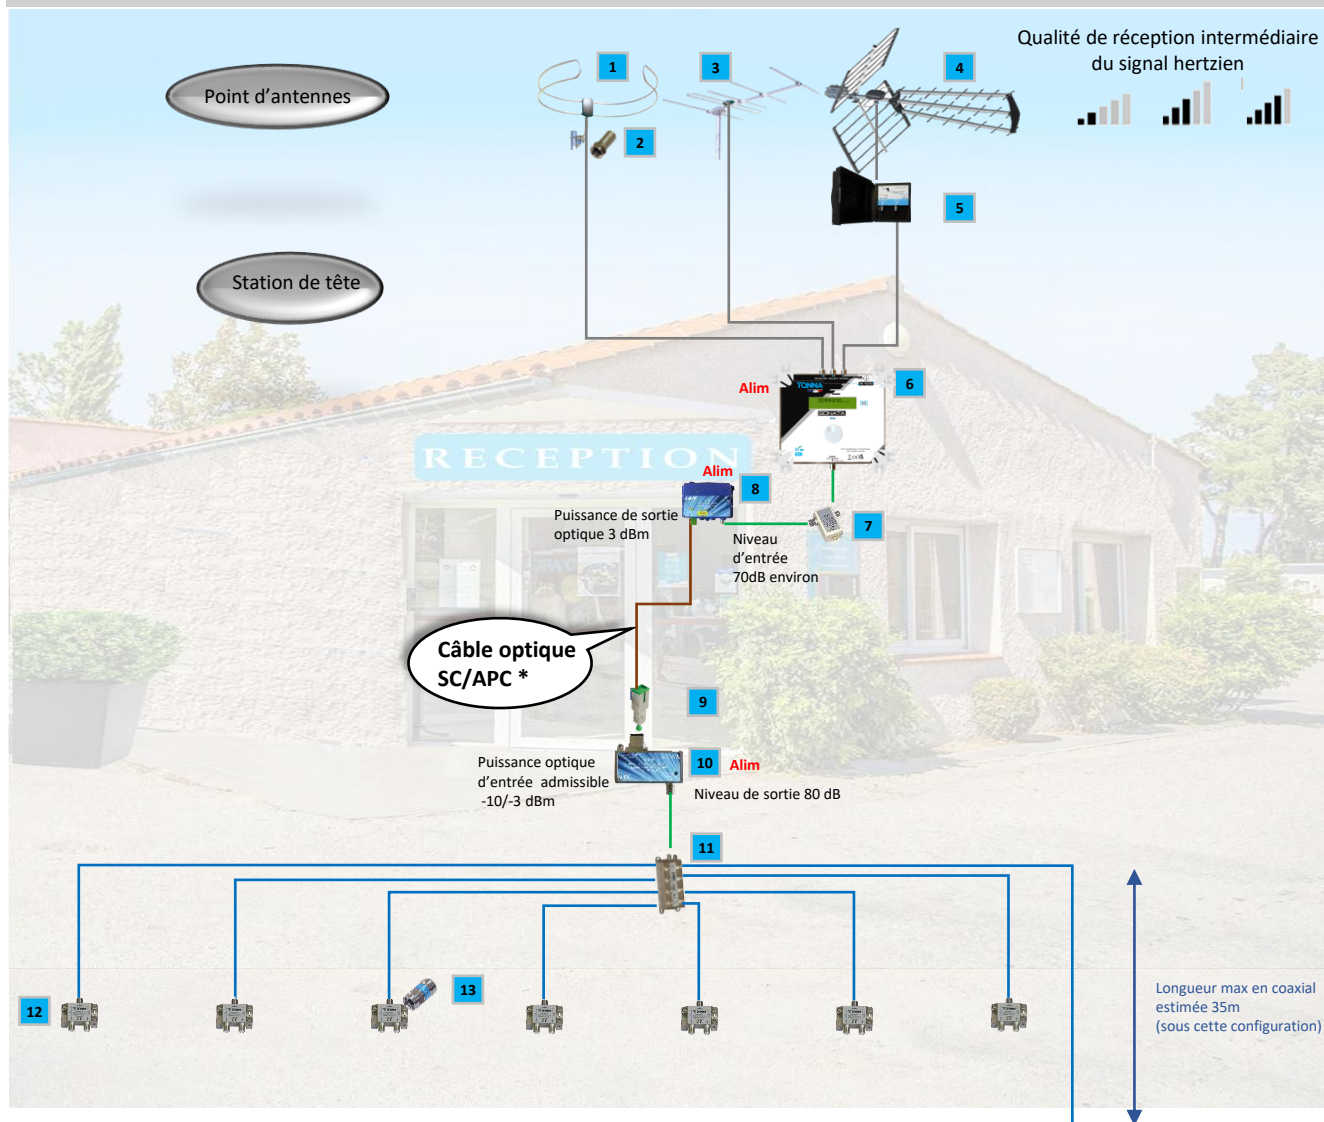 Qualité de réception intermédiaire
du signal hertzien
Point d'antennes
1
3
4
2
5
Station de tête
6
Alim
TONNA
SONATA
RECEPTION
Alim
8
Puissance de sortie
optique 3 dBm
7
Niveau
d'entrée
70dB environ
Câble optique
SC/APC *
9
Puissance optique
d'entrée admissible
-10/-3 dBm
10
Alim
Niveau de sortie 80 dB
11
13
12
Longueur max en coaxial
estimée 35m
(sous cette configuration)